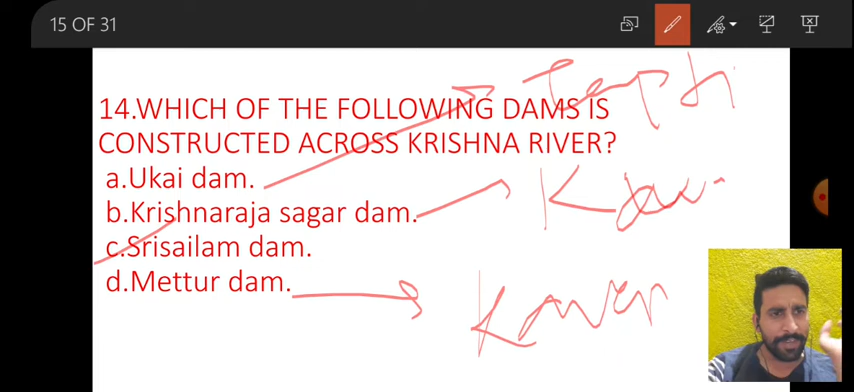 15 OF 31
14.WHICH OF THE FOLLOWING DAMS IS
CONSTRUCTED ACROSS KRISHNA RIVER?
a.Ukai dam.
Tapti
b.Krishnaraja sagar dam.
c.Srisailam dam.
d.Mettur dam.